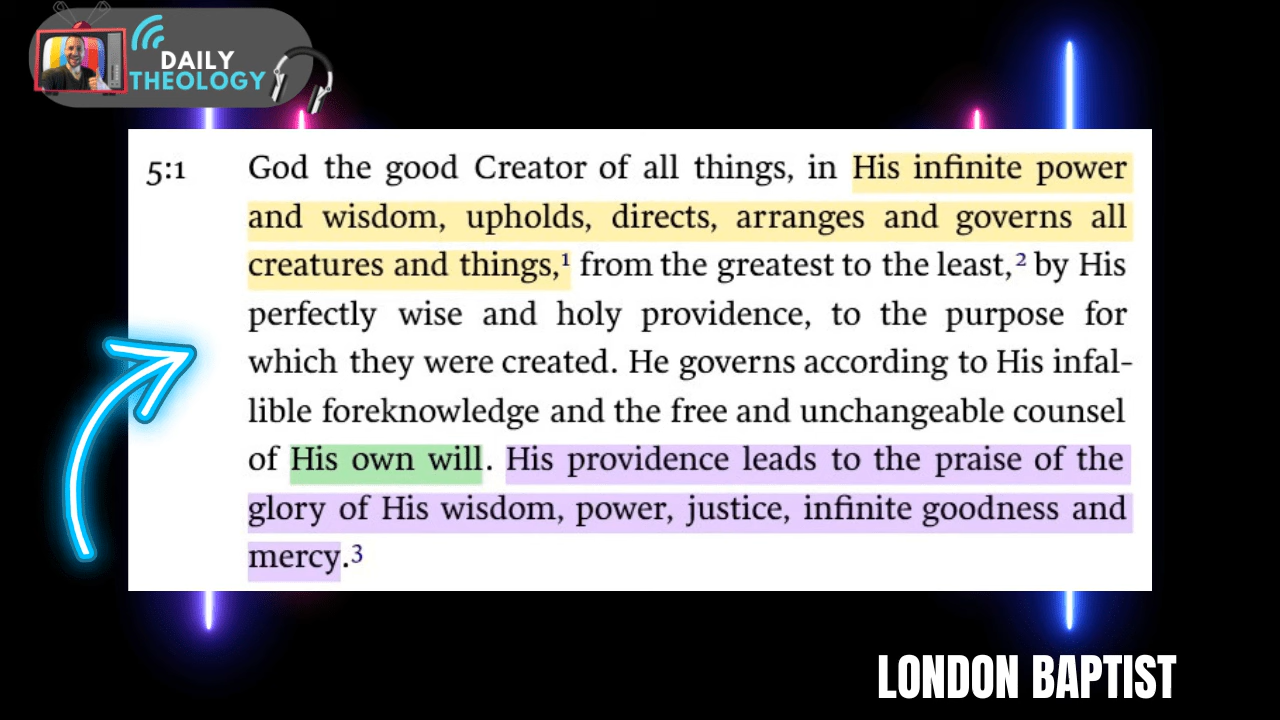 DAILY
THEOLOGY
5:1 God the good Creator of all things, in His infinite power
and wisdom, upholds, directs, arranges and governs all
creatures and things,¹ from the greatest to the least,² by His
perfectly wise and holy providence, to the purpose for
which they were created. He governs according to His infal-
lible foreknowledge and the free and unchangeable counsel
of His own will. His providence leads to the praise of the
glory of His wisdom, power, justice, infinite goodness and
mercy.³
LONDON BAPTIST